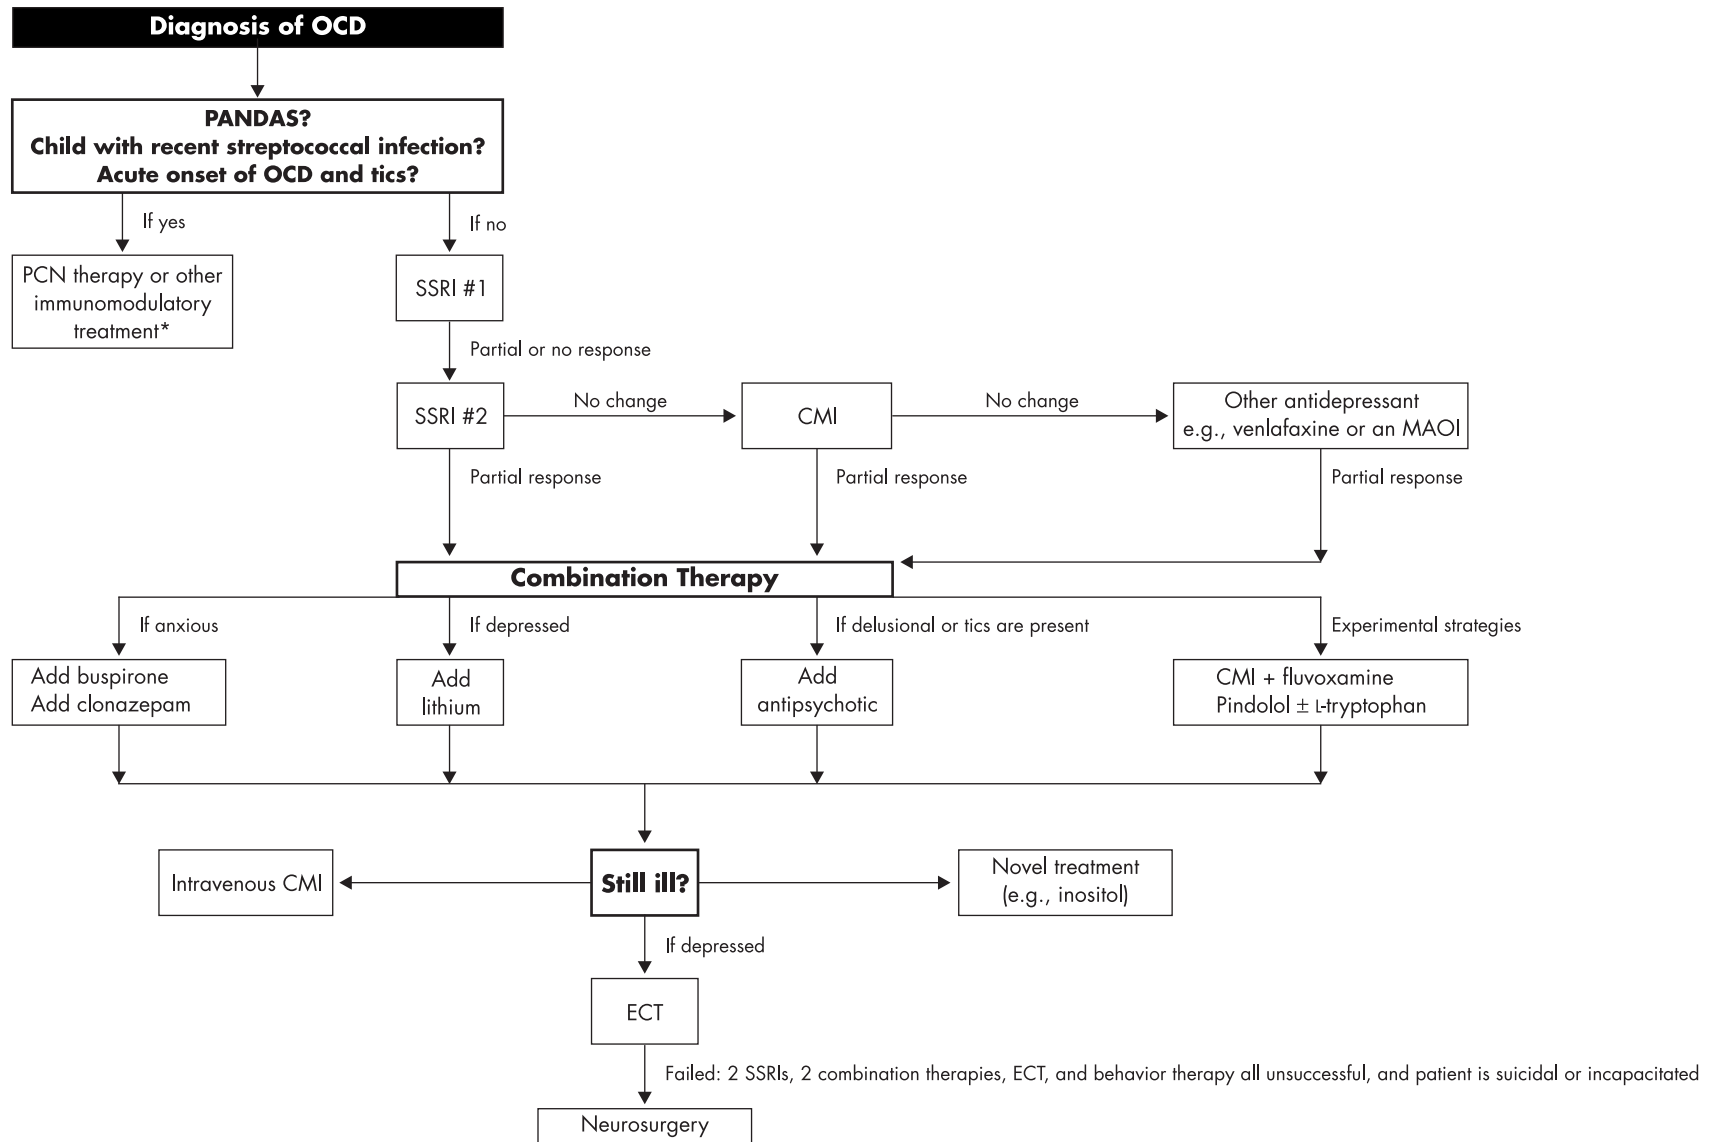 Diagnosis of OCD
PANDAS?
Child with recent streptococcal infection?
Acute onset of OCD and tics?
If yes
If no
PCN therapy or other
immunomodulatory
treatment*
SSRI #1
Partial or no response
SSRI #2
No change
CMI
No change
Other antidepressant
e.g., venlafaxine or an MAOI
Partial response
Partial response
Partial response
Combination Therapy
If anxious
If depressed
If delusional or tics are present
Experimental strategies
Add buspirone
Add clonazepam
Add
lithium
Add
antipsychotic
CMI + fluvoxamine
Pindolol ± L-tryptophan
Intravenous CMI
Still ill?
Novel treatment
(e.g., inositol)
If depressed
ECT
Failed: 2 SSRIs, 2 combination therapies, ECT, and behavior therapy all unsuccessful, and patient is suicidal or incapacitated
Neurosurgery